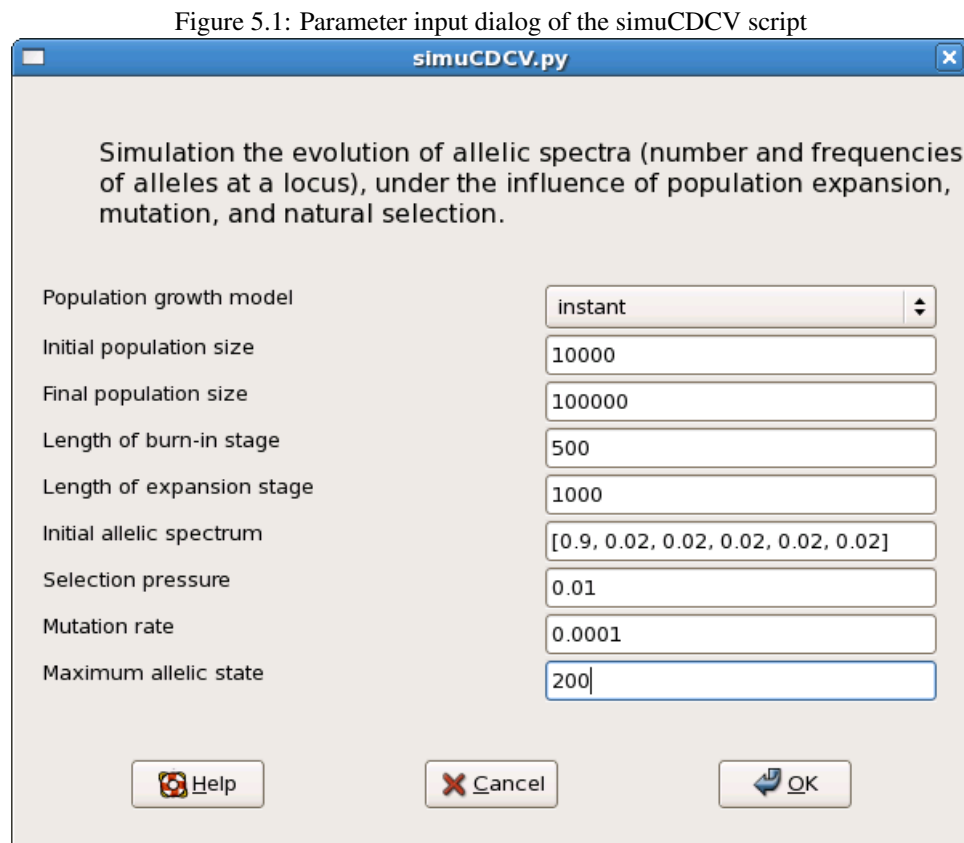 Figure 5.1: Parameter input dialog of the simuCDCV script
simuCDCV.py
Simulation the evolution of allelic spectra (number and frequencies
of alleles at a locus), under the influence of population expansion,
mutation, and natural selection.
Population growth model
instant
Initial population size
10000
Final population size
100000
Length of burn-in stage
500
Length of expansion stage
1000
Initial allelic spectrum
[0.9, 0.02, 0.02, 0.02, 0.02, 0.02]
Selection pressure
0.01
Mutation rate
0.0001
Maximum allelic state
200
Help
Cancel
OK